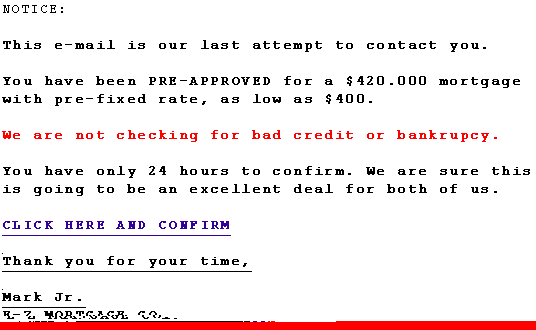 NOTICE:
This e-mail is our last attempt to contact you.
You have been PRE-APPROVED for a $420.000 mortgage
with pre-fixed rate, as low as $400.
We are not checking for bad credit or bankrupcy.
You have only 24 hours to confirm. We are sure this
is going to be an excellent deal for both of us.
CLICK HERE AND CONFIRM
Thank you for your time,
Mark Jr.
E-Z MORTGAGE CO.